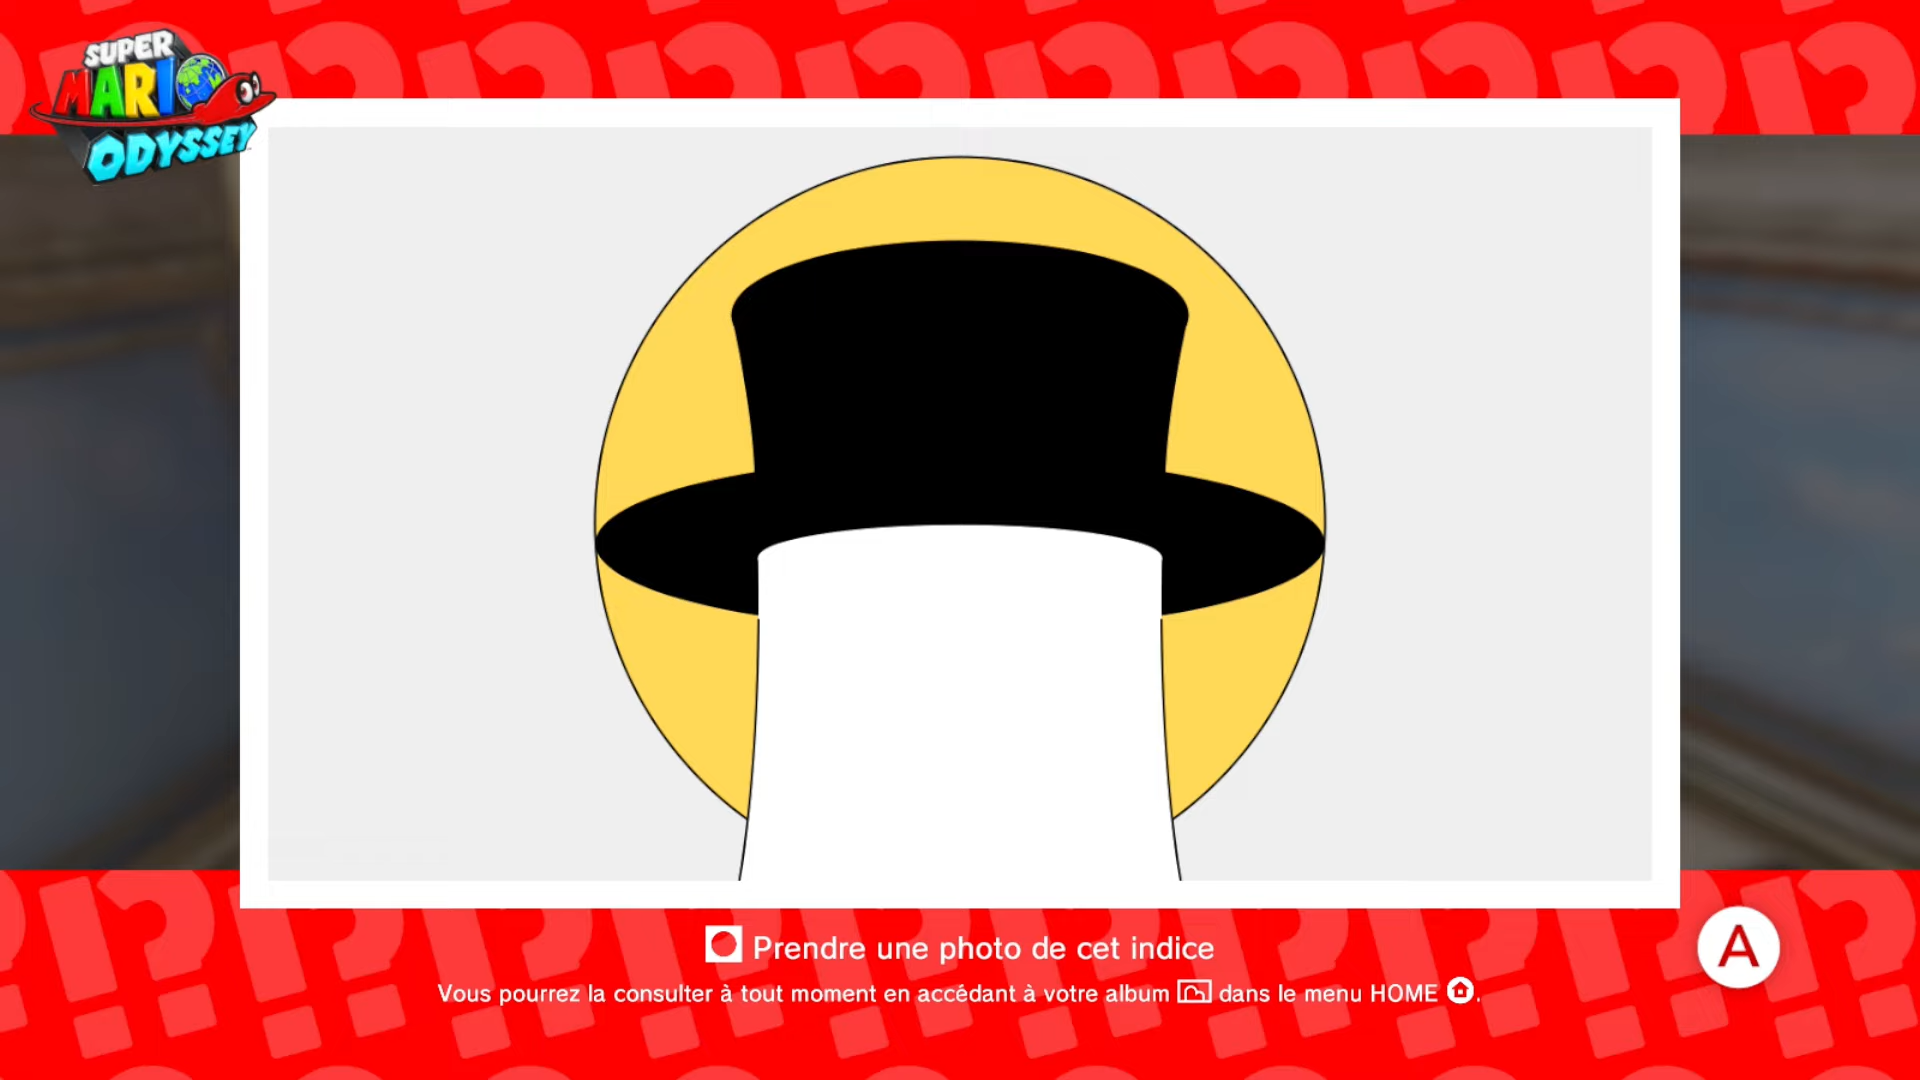 SUPER
MARIO
ODYSSEY
Prendre une photo de cet indice
Vous pourrez la consulter à tout moment en accédant à votre album dans le menu HOME .
A